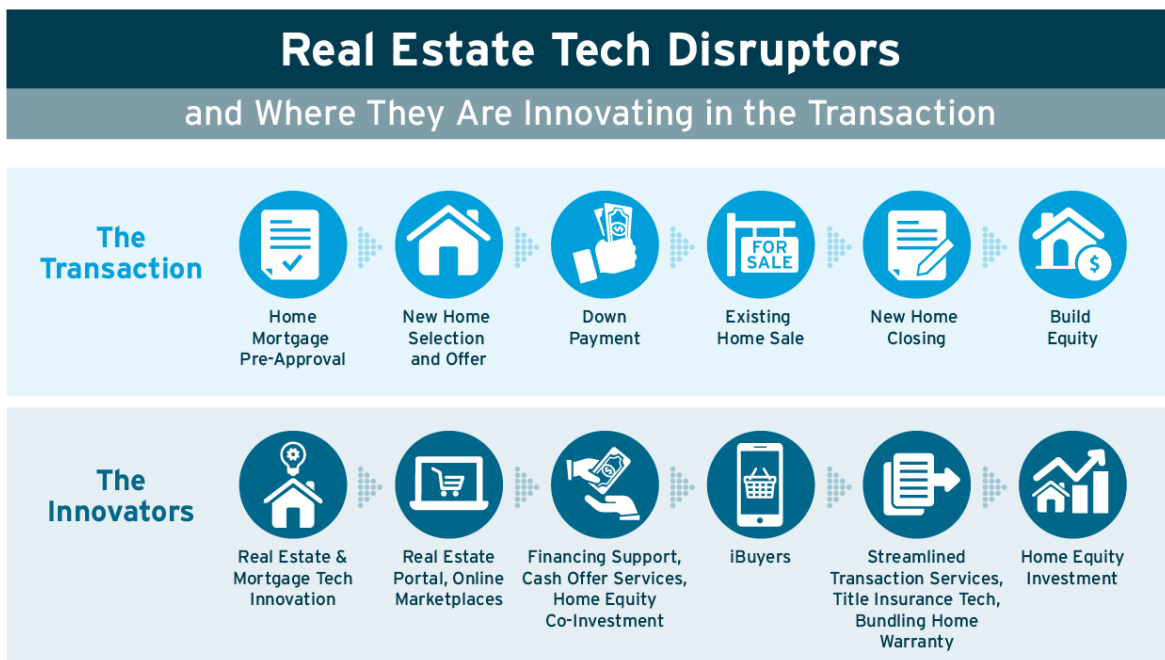 Real Estate Tech Disruptors
and Where They Are Innovating in the Transaction
The
Transaction
FOR
SALE
$
Home
Mortgage
Pre-Approval
New Home
Selection
and Offer
Down
Payment
Existing
Home Sale
New Home
Closing
Build
Equity
The
Innovators
Real Estate &
Mortgage Tech
Innovation
Real Estate
Portal, Online
Marketplaces
Financing Support,
Cash Offer Services,
Home Equity
Co-Investment
iBuyers
Streamlined
Transaction Services,
Title Insurance Tech,
Bundling Home
Warranty
Home Equity
Investment